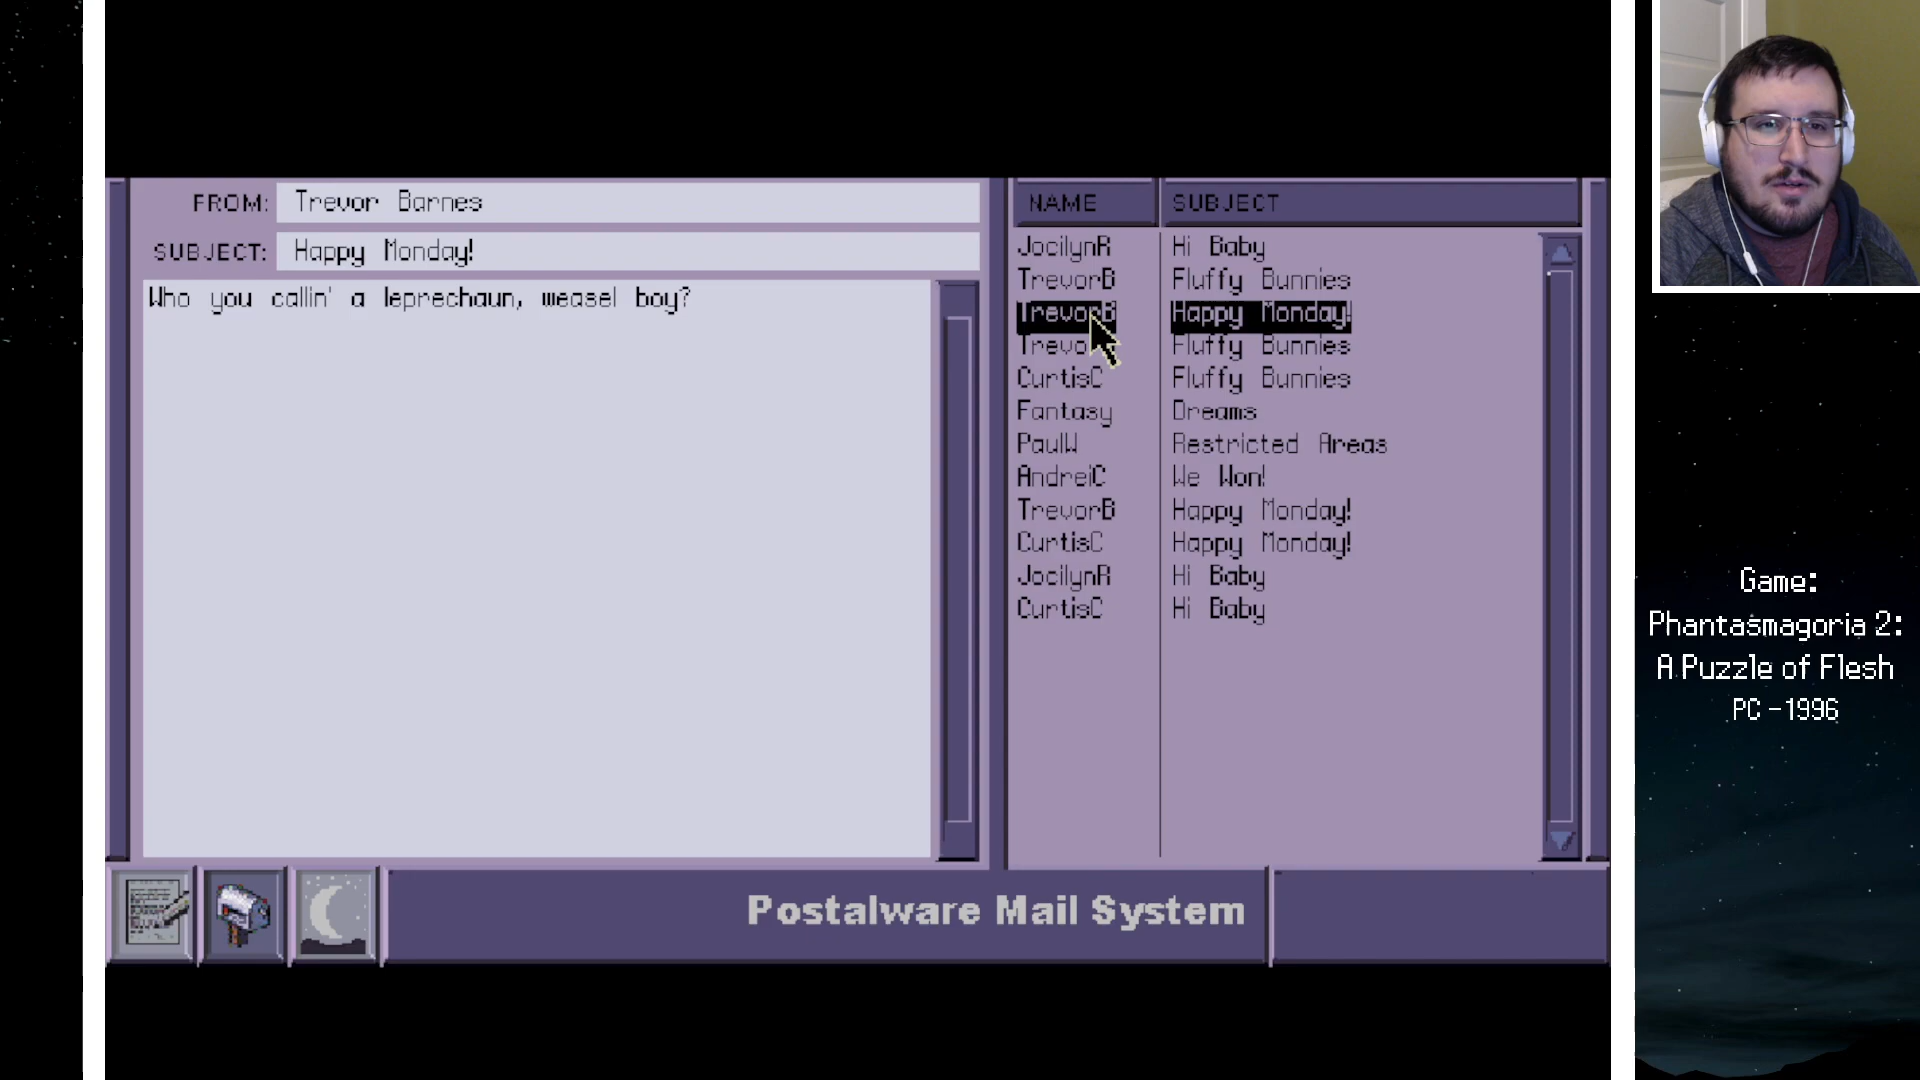 FROM: Trevor Barnes
SUBJECT: Happy Monday!
Who you callin' a leprechaun, weasel boy?
NAME SUBJECT
JocilynR Hi Baby
TrevorB Fluffy Bunnies
TrevorB Happy Monday!
Trevo Fluffy Bunnies
CurtisC Fluffy Bunnies
Fantasy Dreams
PaulW Restricted Areas
AndreiC We Won!
TrevorB Happy Monday!
CurtisC Happy Monday!
JocilynR Hi Baby
CurtisC Hi Baby
Postalware Mail System
Game:
Phantasmagoria 2:
A Puzzle of Flesh
PC -1996